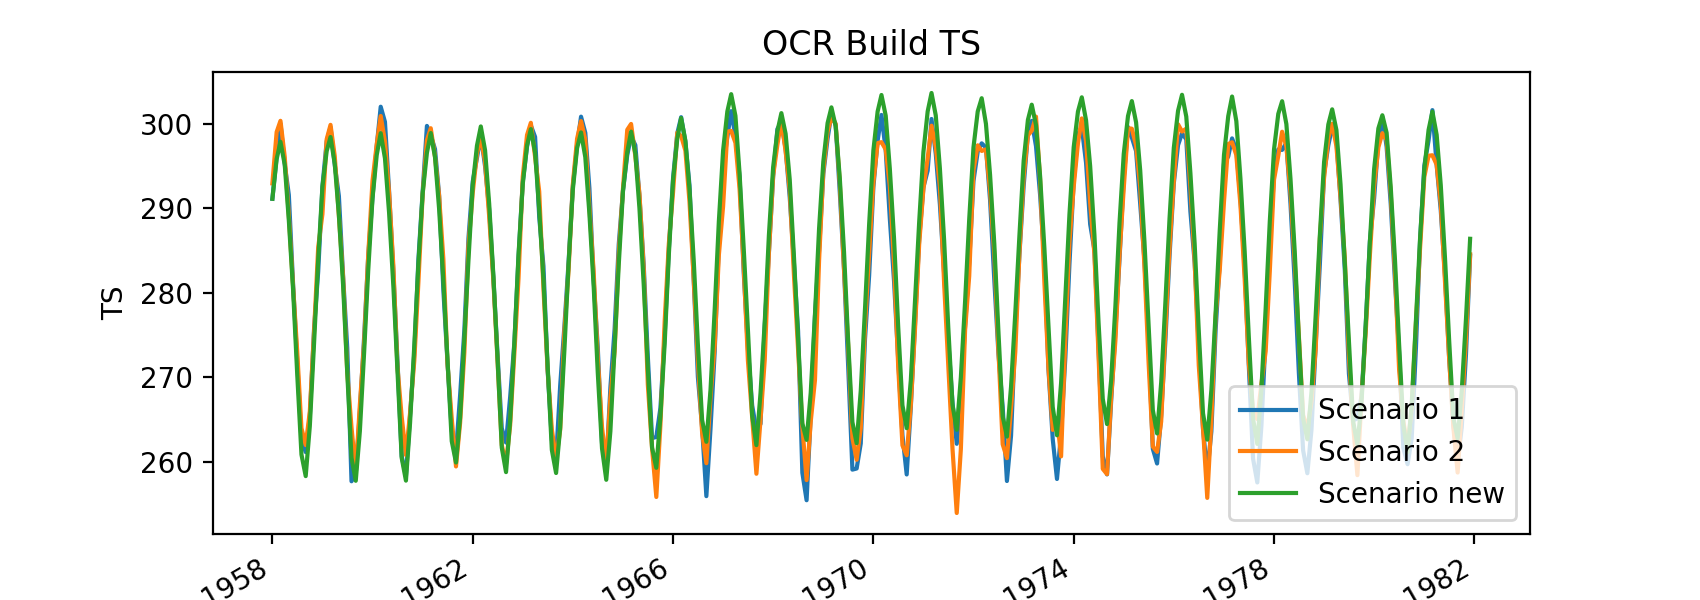 OCR Build TS
300
290
280
270
260
TS
Scenario 1
Scenario 2
Scenario new
1958
1962
1966
1970
1974
1978
1982